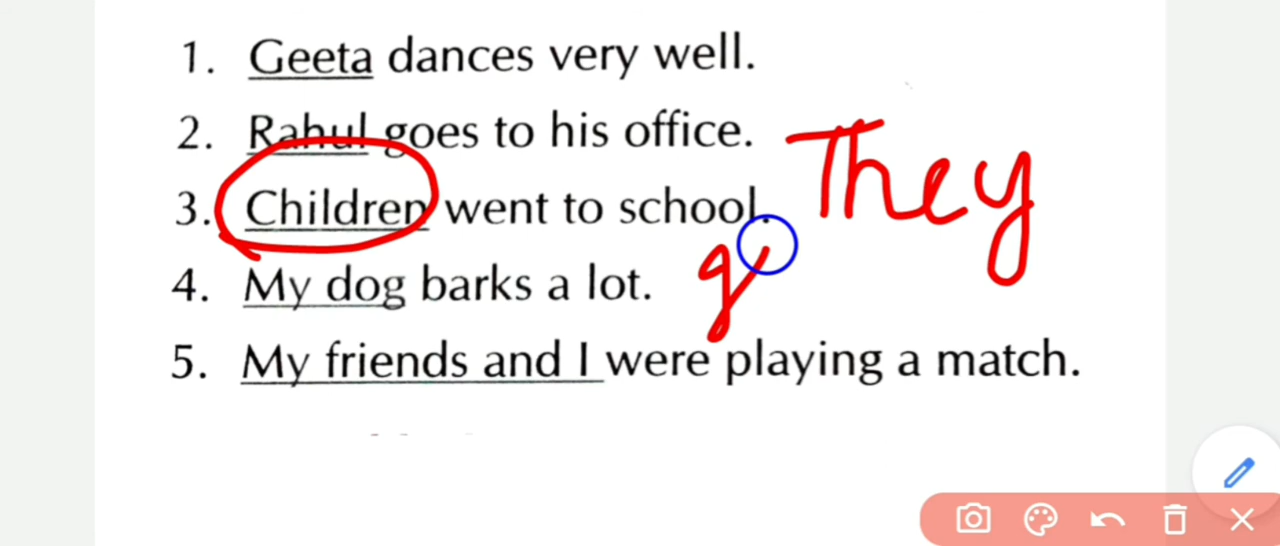 1. Geeta dances very well.
2. Rahul goes to his office.
They
3. Children went to school.
4. My dog barks a lot.
5. My friends and I were playing a match.